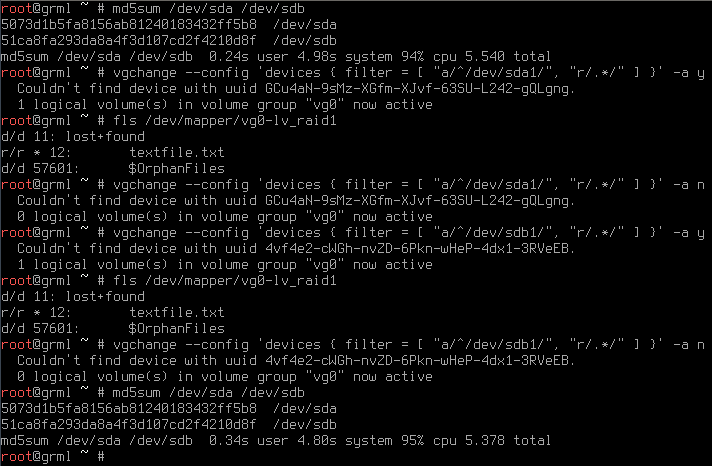 root@grml ~ # md5sum /dev/sda /dev/sdb
5073d1b5fa8156ab81240183432ff5b8  /dev/sda
51ca8fa293da8a4f3d107cd2f4210d8f  /dev/sdb
md5sum /dev/sda /dev/sdb  0.24s user 4.98s system 94% cpu 5.540 total
root@grml ~ # vgchange --config 'devices { filter = [ "a/^/dev/sda1/", "r/.*/" ] }' -a y
  Couldn't find device with uuid GCu4aN-9sMz-XGfm-XJvf-63SU-L242-gQLgng.
  1 logical volume(s) in volume group "vg0" now active
root@grml ~ # fls /dev/mapper/vg0-lv_raid1
d/d 11: lost+found
r/r * 12:       textfile.txt
d/d 57601:      $OrphanFiles
root@grml ~ # vgchange --config 'devices { filter = [ "a/^/dev/sda1/", "r/.*/" ] }' -a n
  Couldn't find device with uuid GCu4aN-9sMz-XGfm-XJvf-63SU-L242-gQLgng.
  0 logical volume(s) in volume group "vg0" now active
root@grml ~ # vgchange --config 'devices { filter = [ "a/^/dev/sdb1/", "r/.*/" ] }' -a y
  Couldn't find device with uuid 4vf4e2-cWGh-nvZD-6Pkn-wHeP-4dx1-3RVeEB.
  1 logical volume(s) in volume group "vg0" now active
root@grml ~ # fls /dev/mapper/vg0-lv_raid1
d/d 11: lost+found
r/r * 12:       textfile.txt
d/d 57601:      $OrphanFiles
root@grml ~ # vgchange --config 'devices { filter = [ "a/^/dev/sdb1/", "r/.*/" ] }' -a n
  Couldn't find device with uuid 4vf4e2-cWGh-nvZD-6Pkn-wHeP-4dx1-3RVeEB.
  0 logical volume(s) in volume group "vg0" now active
root@grml ~ # md5sum /dev/sda /dev/sdb
5073d1b5fa8156ab81240183432ff5b8  /dev/sda
51ca8fa293da8a4f3d107cd2f4210d8f  /dev/sdb
md5sum /dev/sda /dev/sdb  0.34s user 4.80s system 95% cpu 5.378 total
root@grml ~ #